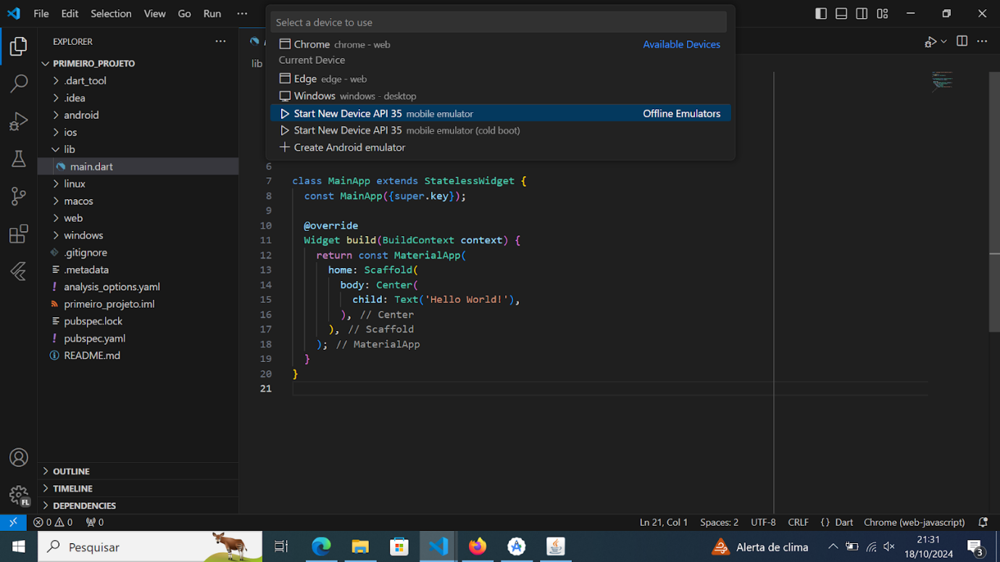 File Edit Selection View Go Run ···
Select a device to use
Chrome chrome - web Available Devices
Current Device
Edge edge - web
Windows windows - desktop
Start New Device API 35 mobile emulator Offline Emulators
Start New Device API 35 mobile emulator (cold boot)
Create Android emulator
EXPLORER ···
PRIMEIRO_PROJETO
.dart_tool
.idea
android
ios
lib
main.dart
linux
macos
web
windows
.gitignore
.metadata
analysis_options.yaml
primeiro_projeto.iml
pubspec.lock
pubspec.yaml
README.md
OUTLINE
TIMELINE
DEPENDENCIES
FL
lib
6
7 class MainApp extends StatelessWidget {
8 const MainApp({super.key});
9
10 @override
11 Widget build(BuildContext context) {
12 return const MaterialApp(
13 home: Scaffold(
14 body: Center(
15 child: Text('Hello World!'),
16 ), // Center
17 ), // Scaffold
18 ); // MaterialApp
19 }
20 }
21
0 0 0 Ln 21, Col 1 Spaces: 2 UTF-8 CRLF {} Dart Chrome (web-javascript)
Pesquisar Alerta de clima 21:31
18/10/2024 3